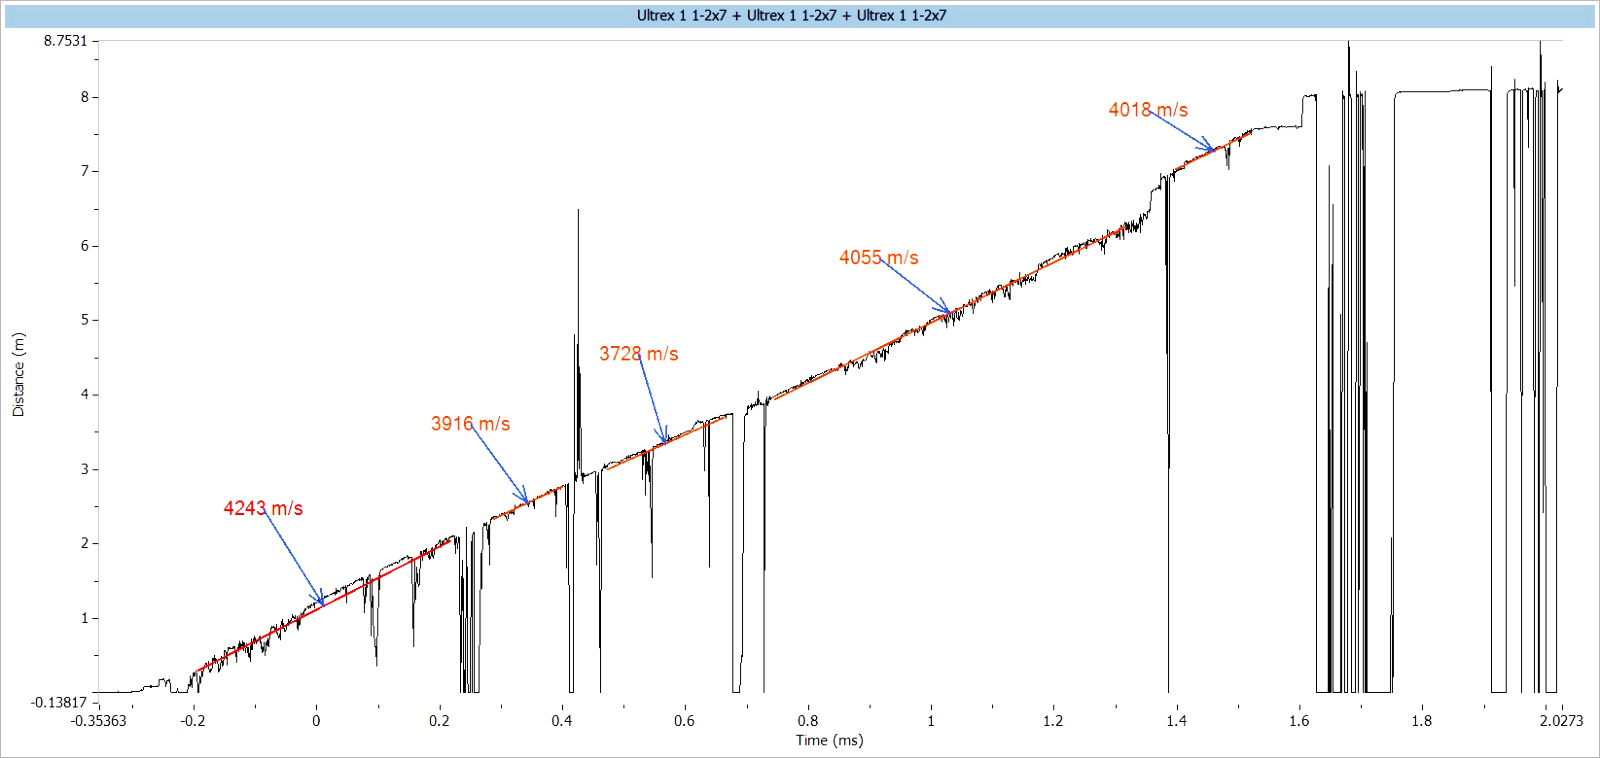 Ultrex 1 1-2x7 + Ultrex 1 1-2x7 + Ultrex 1 1-2x7
8.7531
8
7
6
5
4
3
2
1
-0.13817
Distance (m)
4018 m/s
4055 m/s
3728 m/s
3916 m/s
4243 m/s
-0.35363 -0.2 0 0.2 0.4 0.6 0.8 1 1.2 1.4 1.6 1.8 2.0273
Time (ms)